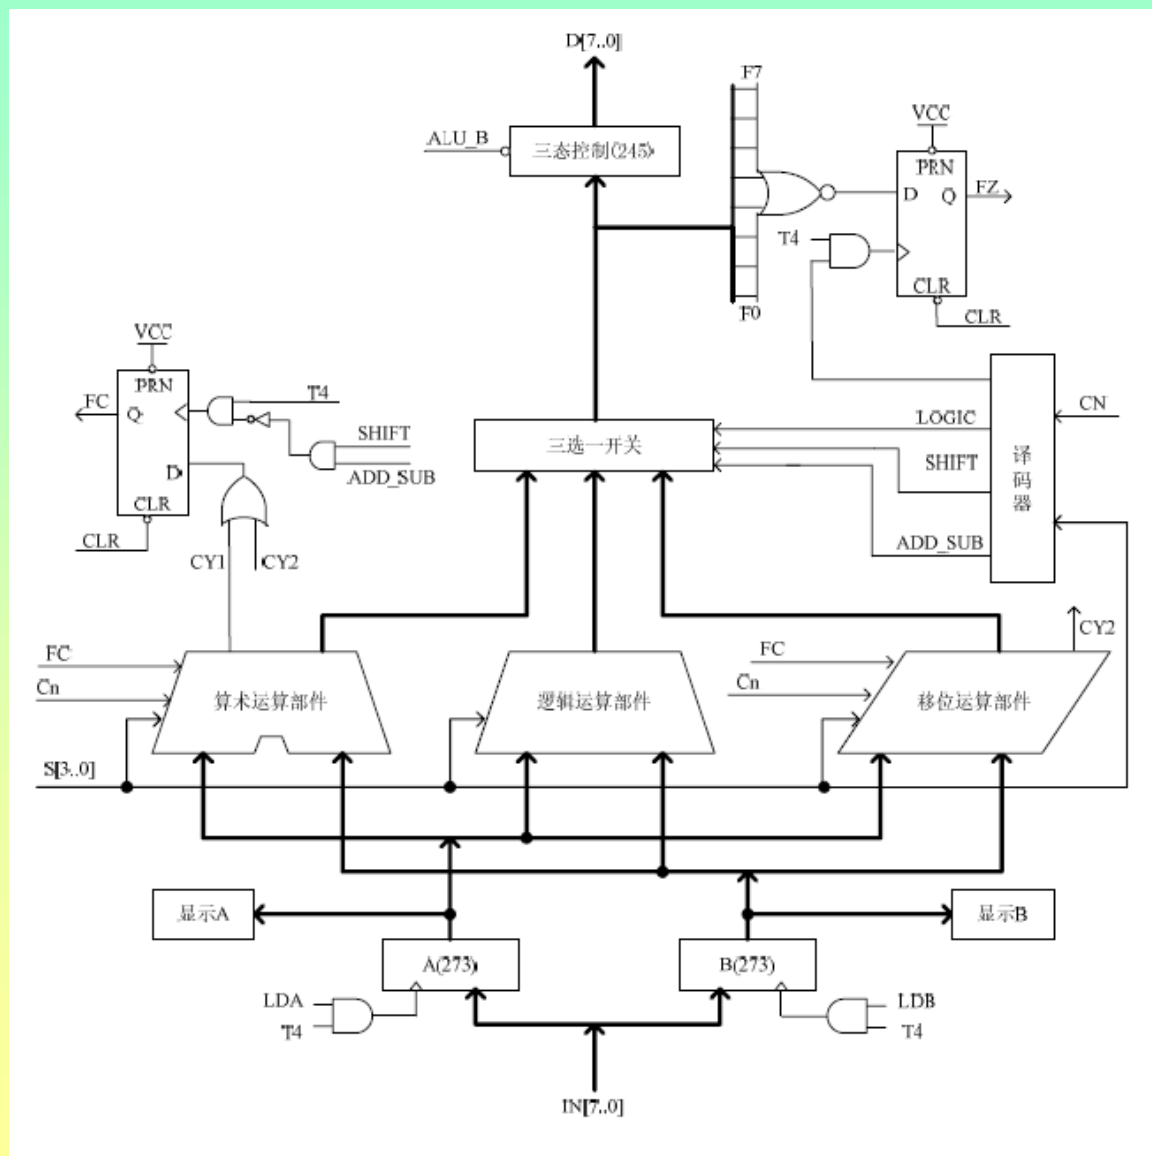 D[7..0]
F7
ALU_B
三态控制(245)
VCC
PRN
D
Q
FZ
T4
CLR
F0
CLR
VCC
PRN
FC
Q
T4
SHIFT
ADD_SUB
D
CLR
CLR
CY1
CY2
三选一开关
LOGIC
SHIFT
ADD_SUB
CN
译码器
FC
Cn
算术运算部件
逻辑运算部件
FC
Cn
移位运算部件
CY2
S[3..0]
显示A
显示B
A(273)
B(273)
LDA
T4
LDB
T4
IN[7..0]